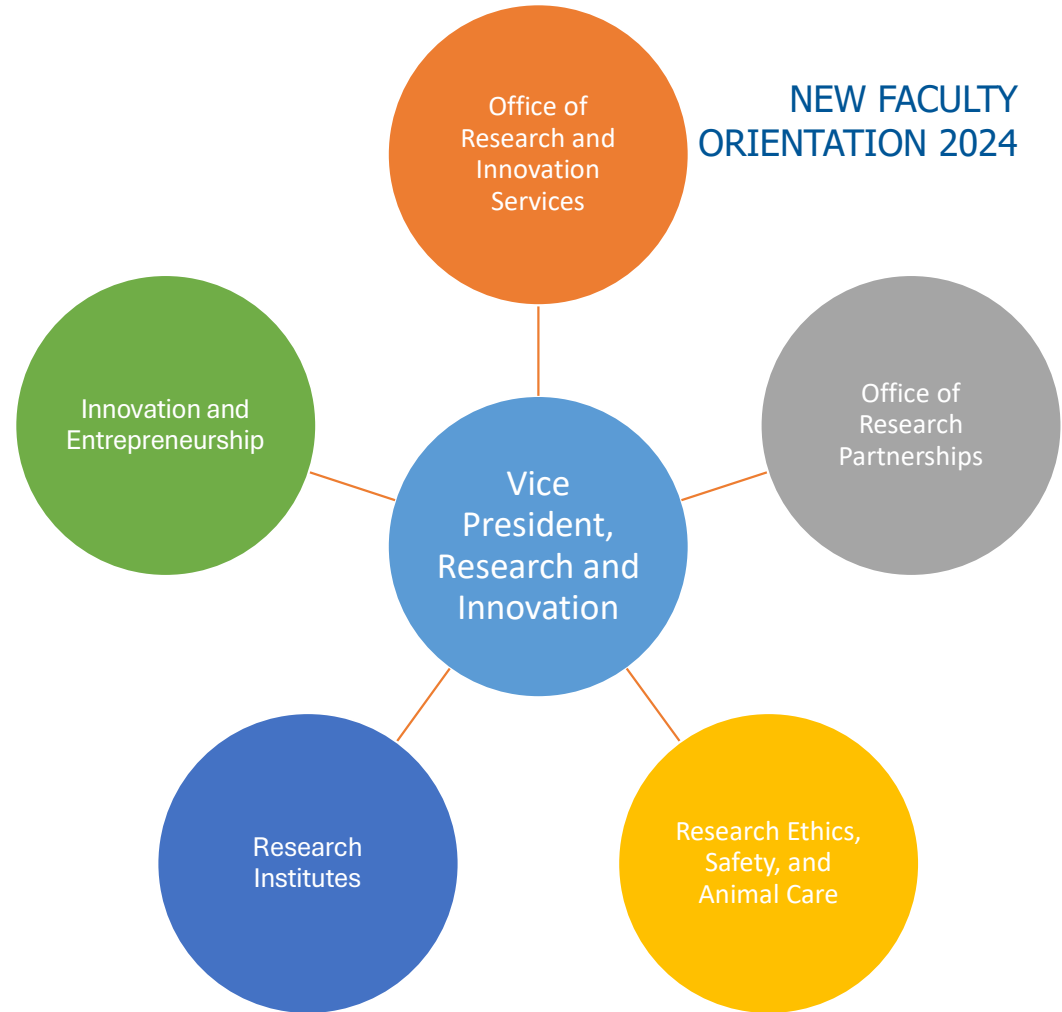 NEW FACULTY
ORIENTATION 2024
Office of
Research and
Innovation
Services
Office of
Research
Partnerships
Innovation and
Entrepreneurship
Vice
President,
Research and
Innovation
Research
Institutes
Research Ethics,
Safety, and
Animal Care